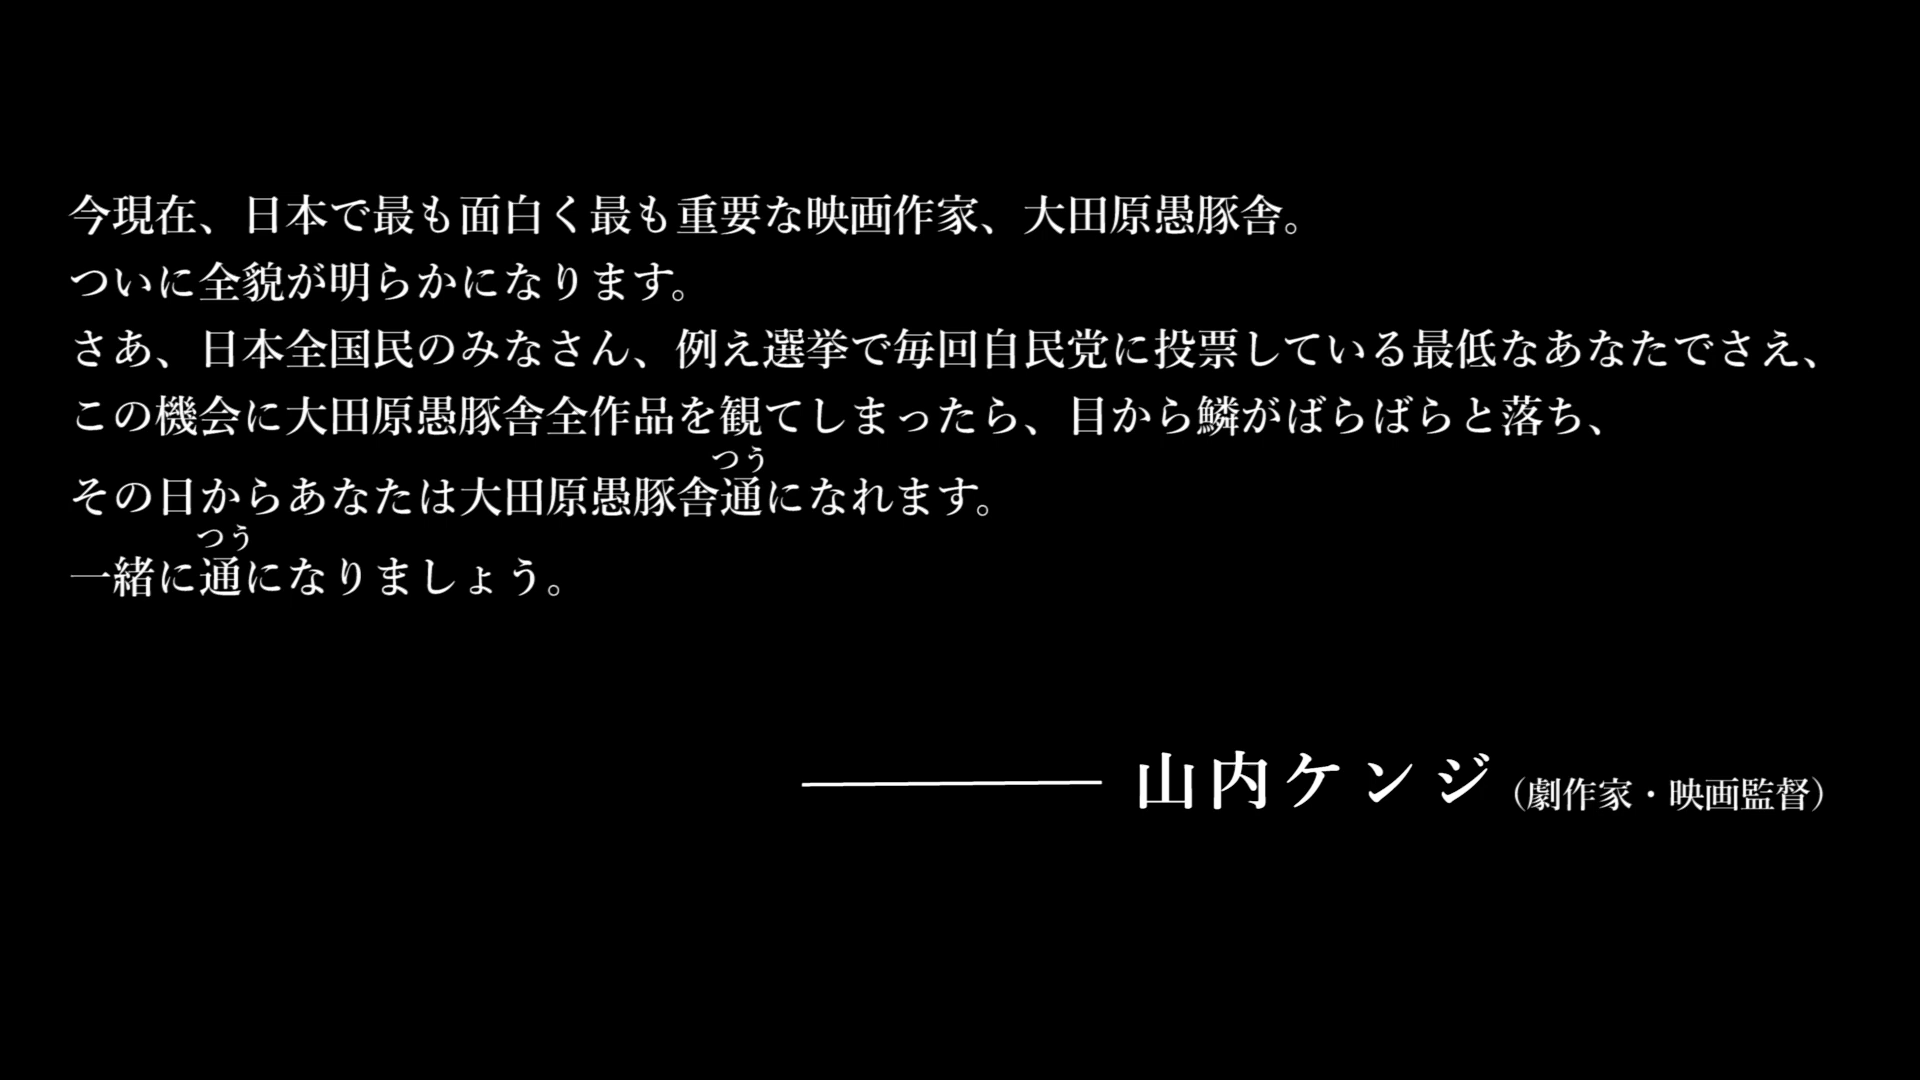 今現在、日本で最も面白く最も重要な映画作家、大田原愚豚舎。
ついに全貌が明らかになります。
さあ、日本全国民のみなさん、例え選挙で毎回自民党に投票している最低なあなたでさえ、
この機会に大田原愚豚舎全作品を観てしまったら、目から鱗がばらばらと落ち、
つう
その日からあなたは大田原愚豚舎通になれます。
つう
一緒に通になりましょう。
――― 山内ケンジ（劇作家・映画監督）